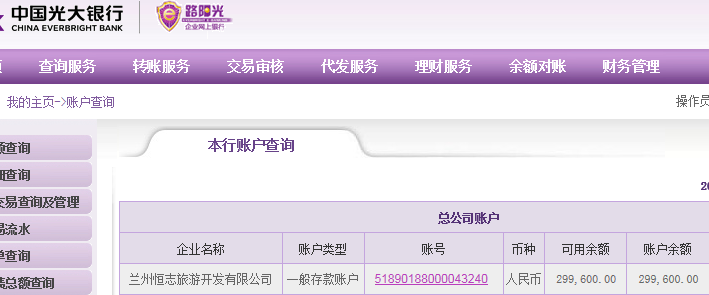 中国光大银行
CHINA EVERBRIGHT BANK
路阳光
企业网上银行
查询服务 转账服务 交易审核 代发服务 理财服务 余额对账 财务管理
我的主页->账户查询 操作员
查询
查询
交易查询及管理
流水
查询
总额查询
本行账户查询
总公司账户
企业名称 账户类型 账号 币种 可用余额 账户余额
兰州恒志旅游开发有限公司 一般存款账户 51890188000043240 人民币 299,600.00 299,600.00